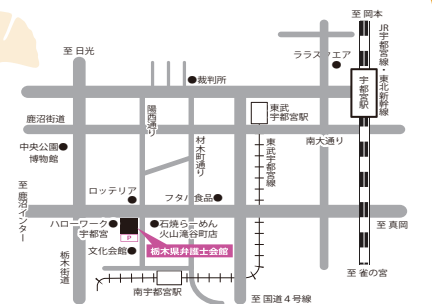 至 岡本
JR宇都宮線・東北新幹線
至 日光
ララスクエア
裁判所
宇都宮駅
東武
宇都宮駅
陽西通り
鹿沼街道
材木町通り
東武宇都宮線
南大通り
中央公園
博物館
至 鹿沼インター
ロッテリア
フタバ食品
ハローワーク
宇都宮
P
石焼らーめん
火山滝谷町店
至 真岡
栃木県弁護士会館
文化会館
栃木街道
至 雀の宮
南宇都宮駅
至 国道4号線